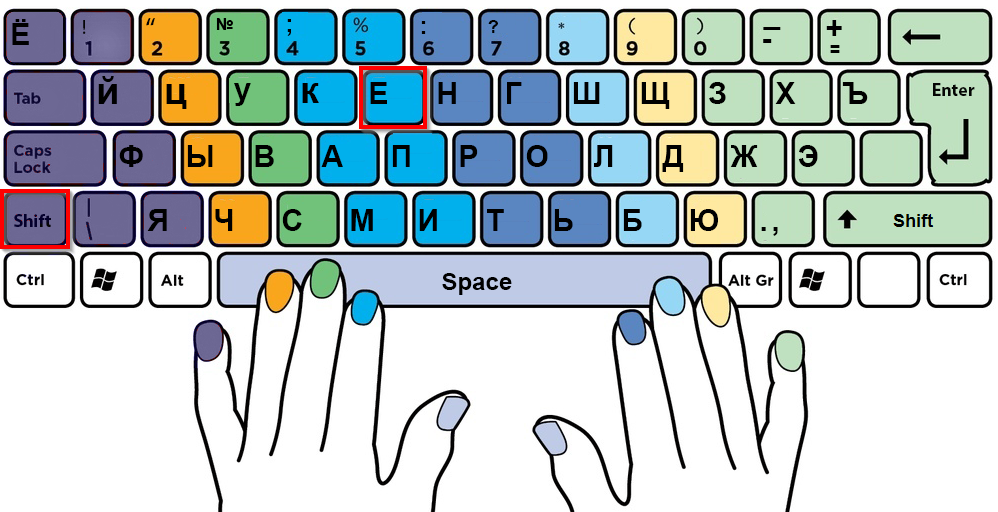 Ё ! 1 “ 2 № 3 ; 4 % 5 : 6 ? 7 * 8 ( 9 ) 0 — - + = ←
Tab Й Ц У К Е Н Г Ш Щ З Х Ъ Enter
Caps Lock Ф Ы В А П Р О Л Д Ж Э
Shift | \ Я Ч С М И Т Ь Б Ю . , Shift
Ctrl Alt Space Alt Gr Ctrl